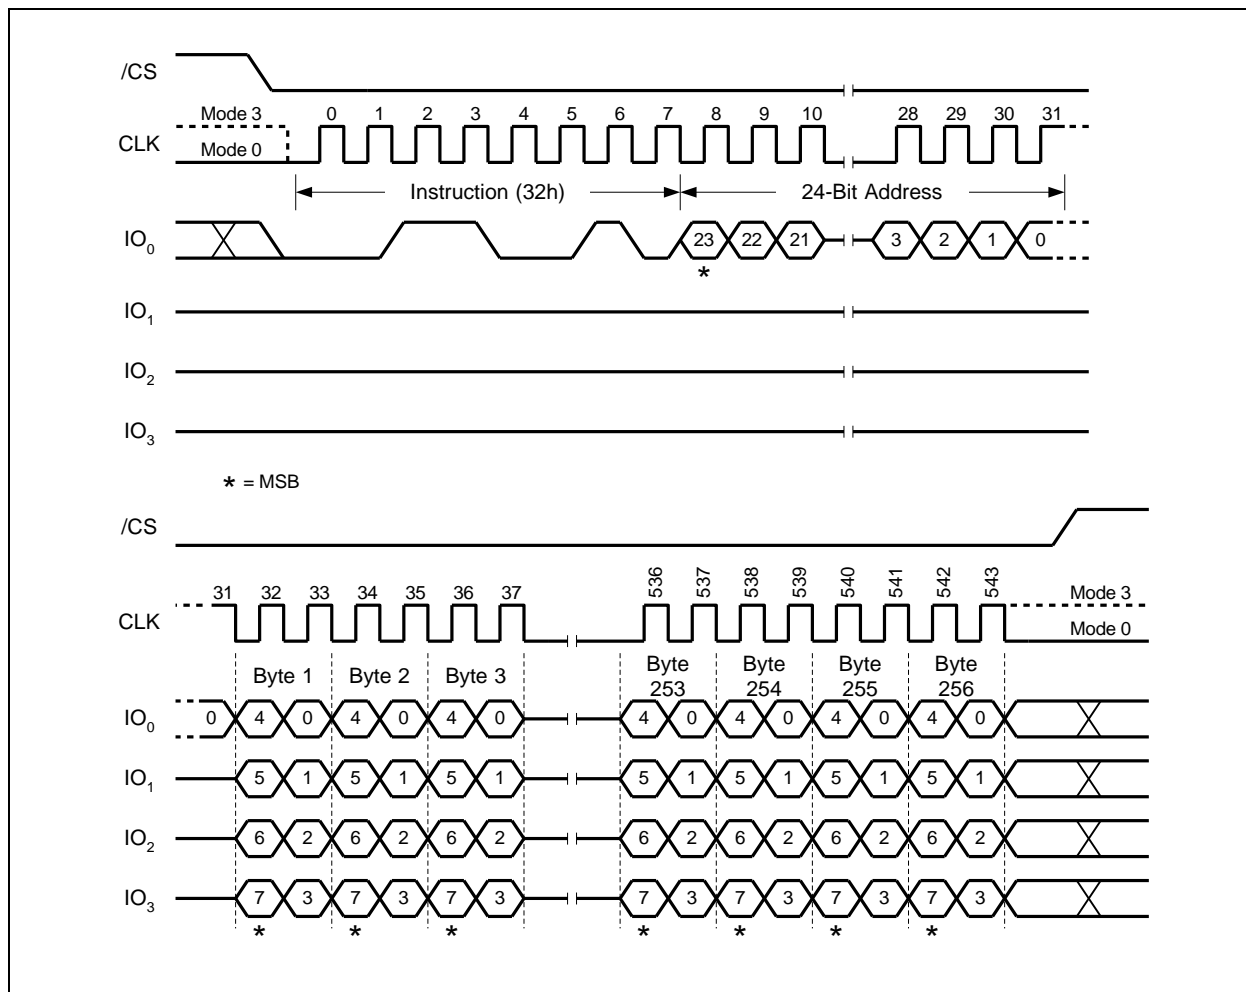 /CS
Mode 3 0 1 2 3 4 5 6 7 8 9 10 28 29 30 31
CLK
Mode 0
Instruction (32h) 24-Bit Address
IO0 23 22 21 3 2 1 0
*
IO1
IO2
IO3
* = MSB
/CS
31 32 33 34 35 36 37 536 537 538 539 540 541 542 543 Mode 3
CLK
Mode 0
Byte 1 Byte 2 Byte 3 Byte 253 Byte 254 Byte 255 Byte 256
IO0 0 4 0 4 0 4 0 4 0 4 0 4 0 4 0
IO1 5 1 5 1 5 1 5 1 5 1 5 1 5 1
IO2 6 2 6 2 6 2 6 2 6 2 6 2 6 2
IO3 7 3 7 3 7 3 7 3 7 3 7 3 7 3
* * * * * * *